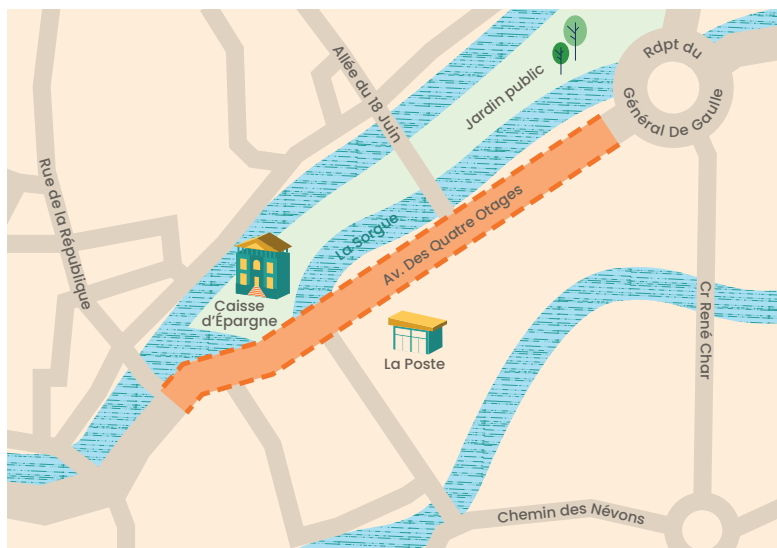 Rdpt du
Général De Gaulle
Allée du 18 Juin
Jardin public
Rue de la République
La Sorgue
Av. Des Quatre Otages
Caisse
d'Épargne
La Poste
Cr René Char
Chemin des Névons